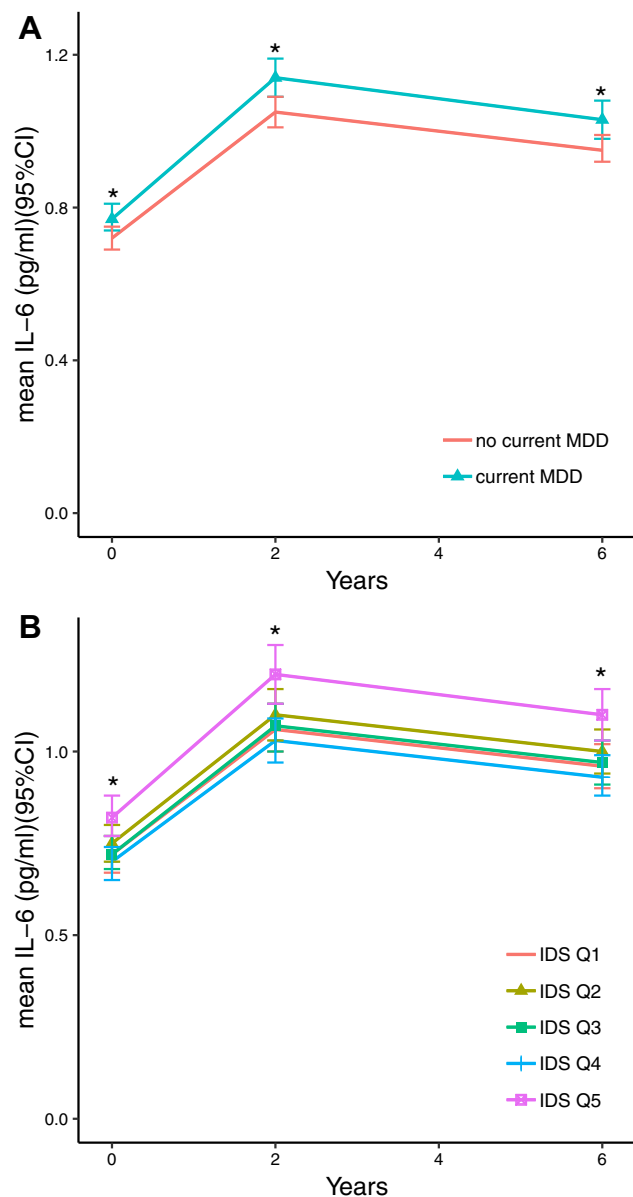 A
mean IL−6 (pg/ml)(95%CI)
1.2
0.8
0.4
0.0
*
*
*
no current MDD
current MDD
0 2 4 6
Years
B
mean IL−6 (pg/ml)(95%CI)
1.0
0.5
0.0
*
*
*
IDS Q1
IDS Q2
IDS Q3
IDS Q4
IDS Q5
0 2 4 6
Years